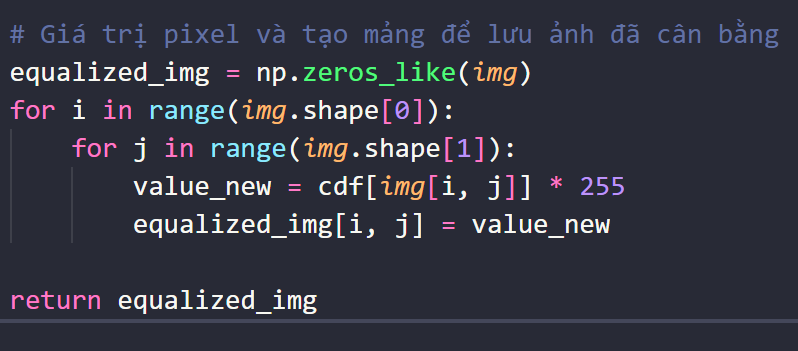 # Giá trị pixel và tạo mảng để lưu ảnh đã cân bằng
equalized_img = np.zeros_like(img)
for i in range(img.shape[0]):
    for j in range(img.shape[1]):
        value_new = cdf[img[i, j]] * 255
        equalized_img[i, j] = value_new

return equalized_img